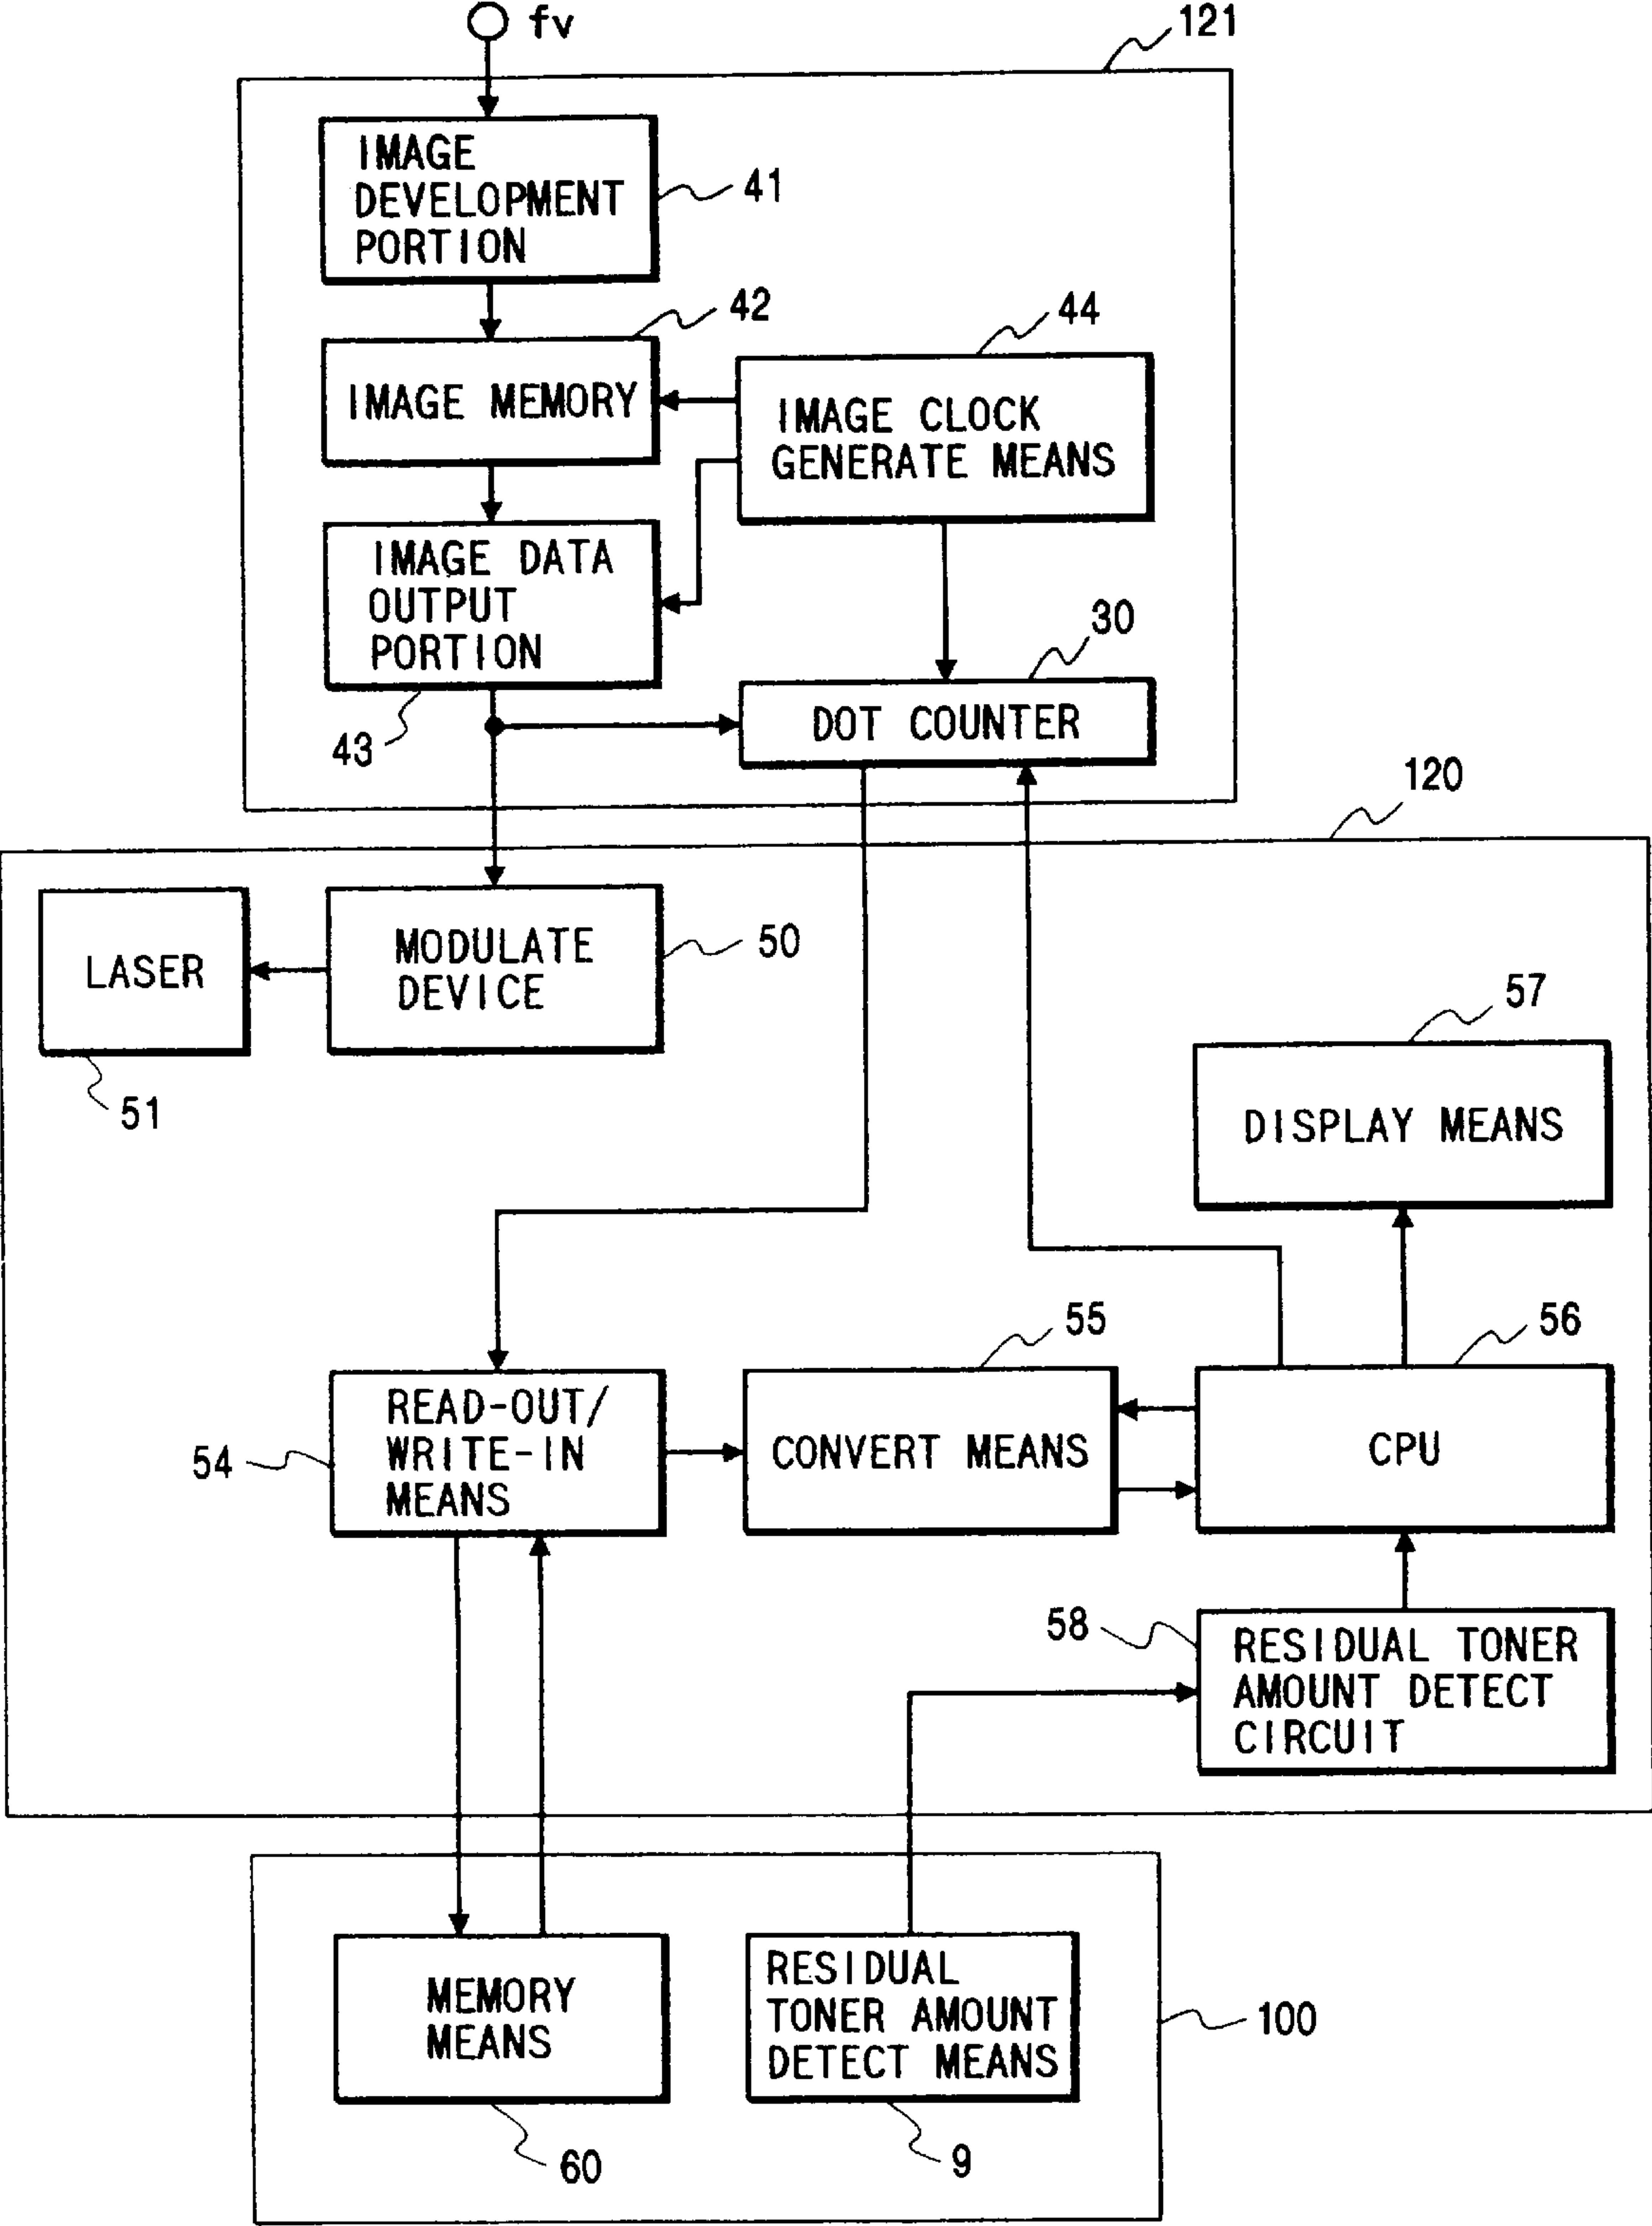 fv
121
IMAGE
DEVELOPMENT
PORTION
41
42
44
IMAGE MEMORY
IMAGE CLOCK
GENERATE MEANS
IMAGE DATA
OUTPUT
PORTION
43
30
DOT COUNTER
120
LASER
51
MODULATE
DEVICE
50
57
DISPLAY MEANS
55
56
54
READ-OUT/
WRITE-IN
MEANS
CONVERT MEANS
CPU
58
RESIDUAL TONER
AMOUNT DETECT
CIRCUIT
MEMORY
MEANS
60
RESIDUAL
TONER AMOUNT
DETECT MEANS
9
100